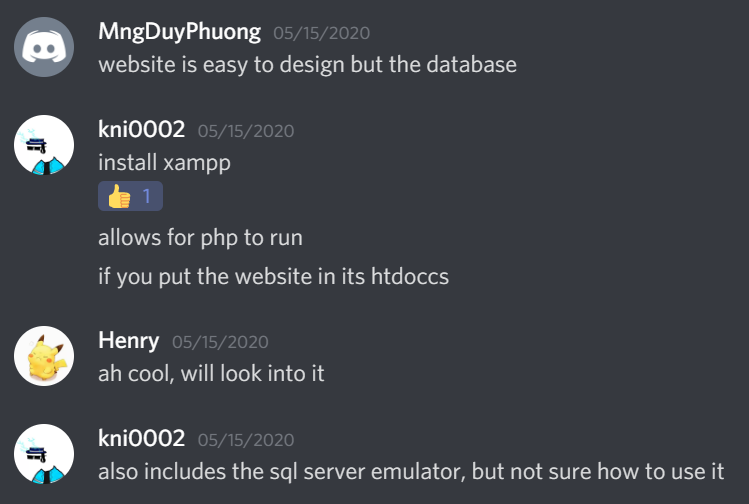 MngDuyPhuong 05/15/2020
website is easy to design but the database
kni0002 05/15/2020
install xampp
👍 1
allows for php to run
if you put the website in its htdoccs
Henry 05/15/2020
ah cool, will look into it
kni0002 05/15/2020
also includes the sql server emulator, but not sure how to use it